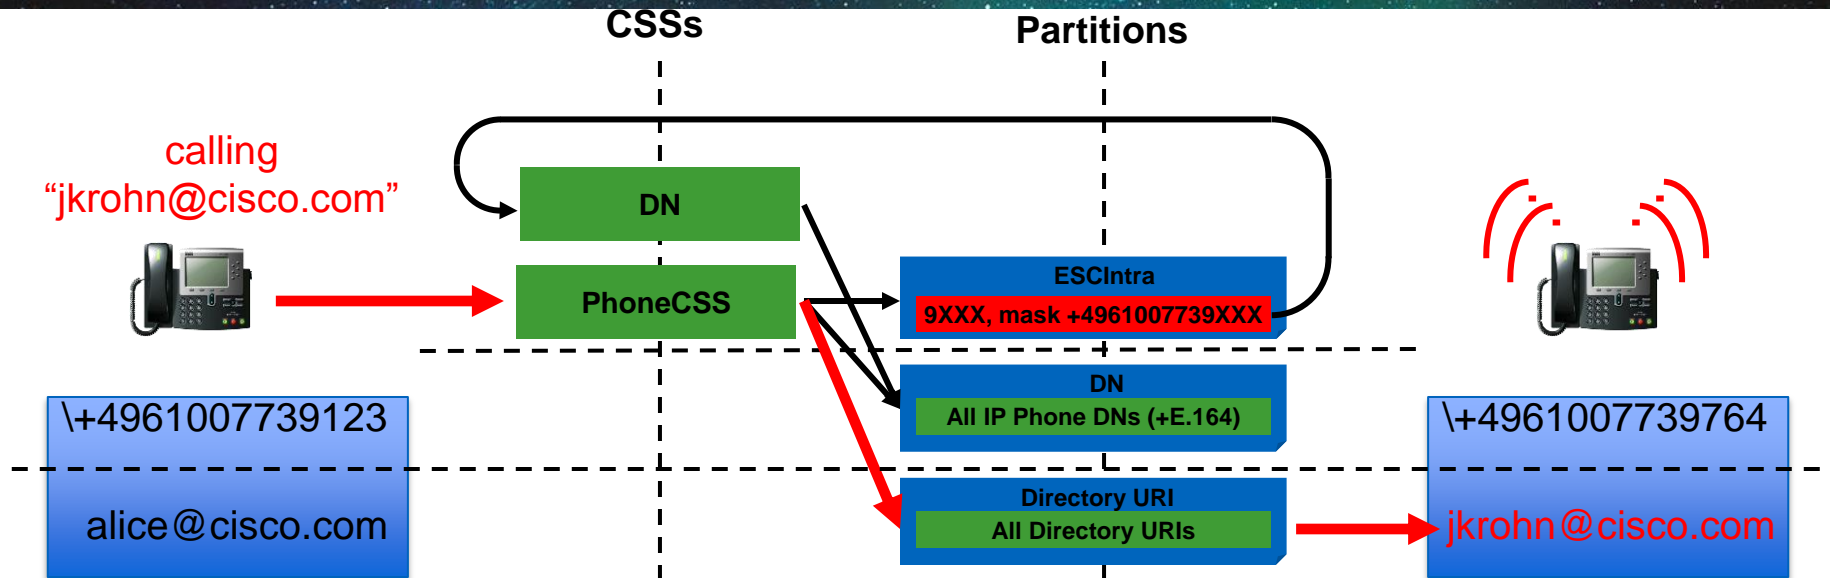 CSSs
Partitions
calling
“jkrohn@cisco.com”
DN
PhoneCSS
ESCIntra
9XXX, mask +4961007739XXX
DN
All IP Phone DNs (+E.164)
Directory URI
All Directory URIs
\+4961007739123
alice@cisco.com
\+4961007739764
jkrohn@cisco.com